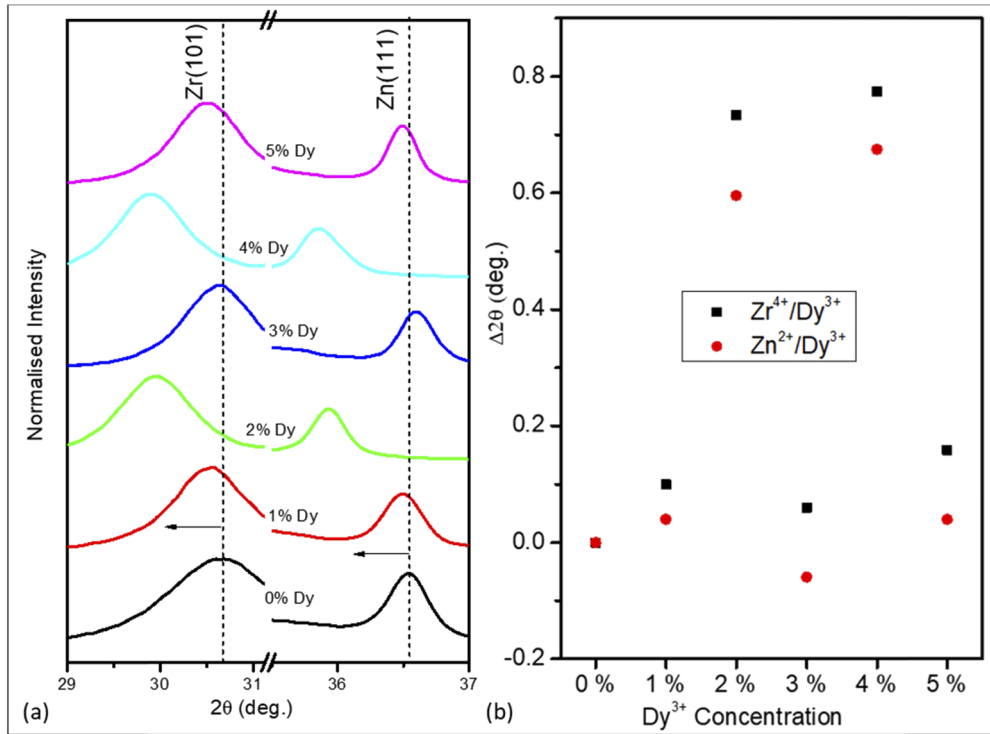 Zr(101)
Zn(111)
5% Dy
4% Dy
3% Dy
2% Dy
1% Dy
0% Dy
Normalised Intensity
29 30 31 36 37
2θ (deg.)
(a)
0.8
0.6
0.4
0.2
0.0
-0.2
Δ2θ (deg.)
Zr⁴⁺/Dy³⁺
Zn²⁺/Dy³⁺
0 % 1 % 2 % 3 % 4 % 5 %
Dy³⁺ Concentration
(b)